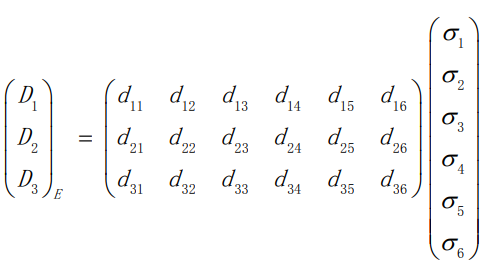 σ₁
σ₂
D₁ d₁₁ d₁₂ d₁₃ d₁₄ d₁₅ d₁₆ σ₃
D₂ = d₂₁ d₂₂ d₂₃ d₂₄ d₂₅ d₂₆ σ₄
D₃ E d₃₁ d₃₂ d₃₃ d₃₄ d₃₅ d₃₆ σ₅
σ₆